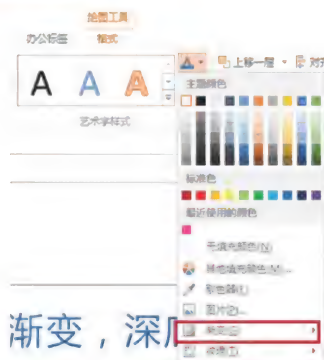 绘图工具
办公标签 格式
A A A
A 上移一层 对齐
艺术字样式
主题颜色
标准色
最近使用的颜色
无填充颜色(N)
其他填充颜色(M)...
取色器(E)
图片(P)...
渐变(G)
纹理(T)
渐变，深